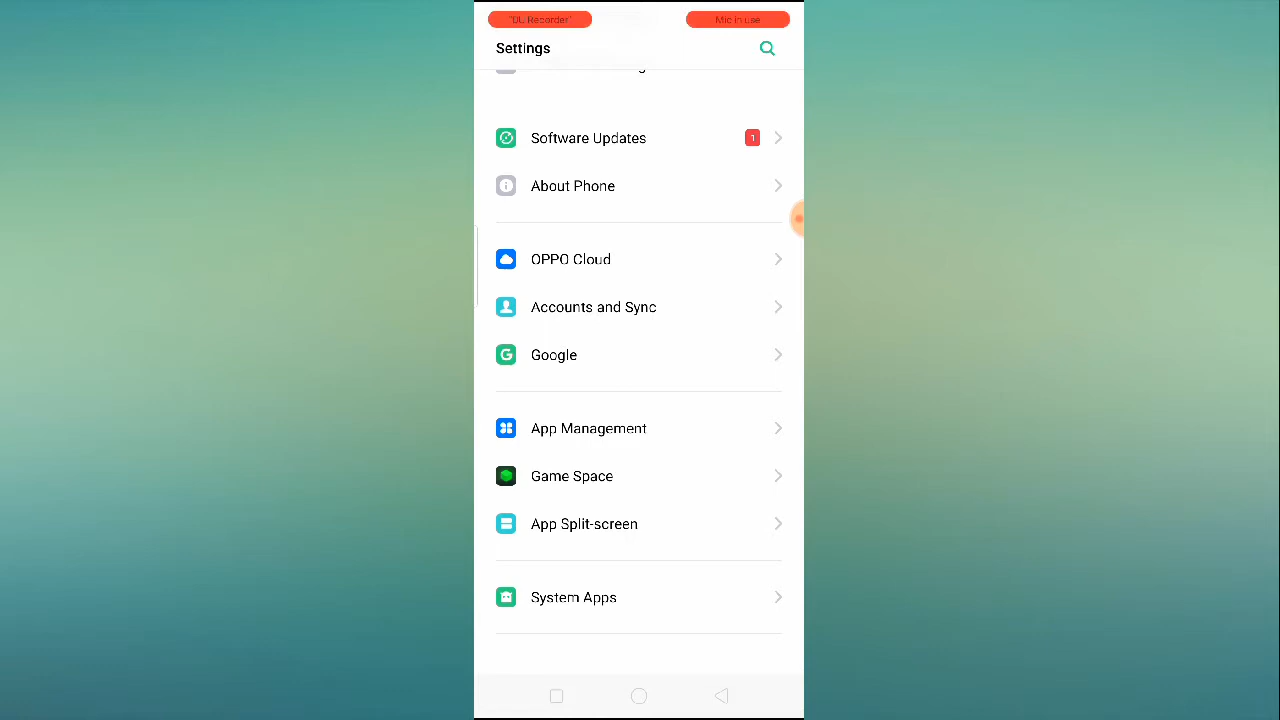 "DU Recorder"
Mic in use
Settings
Software Updates
1
About Phone
OPPO Cloud
Accounts and Sync
Google
App Management
Game Space
App Split-screen
System Apps